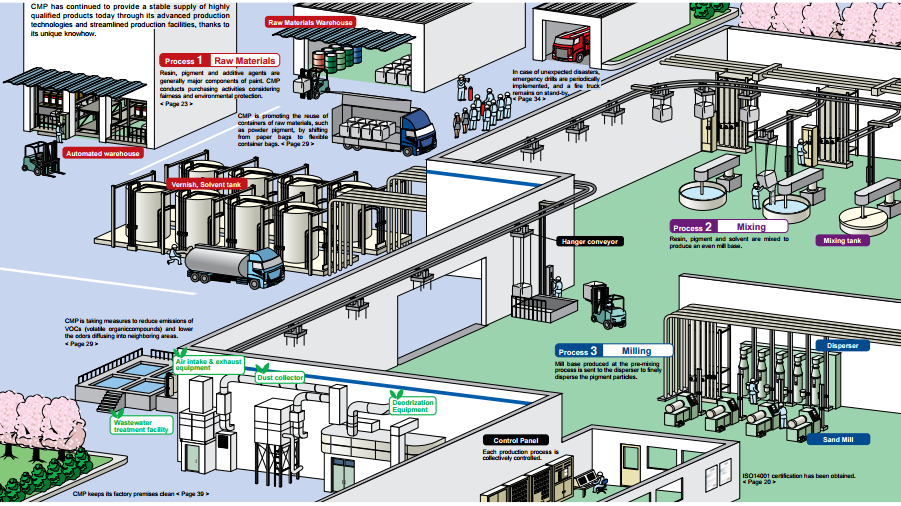 CMP has continued to provide a stable supply of highly
qualified products today through its advanced production
technologies and streamlined production facilities, thanks to
its unique knowhow.
Raw Materials Warehouse
Process 1 Raw Materials
Resin, pigment and additive agents are
generally major components of paint. CMP
conducts purchasing activities considering
fairness and environmental protection.
< Page 23 >
In case of unexpected disasters,
emergency drills are periodically
implemented, and a fire truck
remains on stand-by.
< Page 34 >
CMP is promoting the reuse of
containers of raw materials, such
as powder pigment, by shifting
from paper bags to flexible
container bags. < Page 29 >
Automated warehouse
Vernish, Solvent tank
Process 2 Mixing
Resin, pigment and solvent are mixed to
produce an even mill base.
Mixing tank
Hanger conveyor
CMP is taking measures to reduce emissions of
VOCs (volatile organiccompounds) and lower
the odors diffusing into neighboring areas.
< Page 29 >
Process 3 Milling
Mill base produced at the pre-mixing
process is sent to the disperser to finely
disperse the pigment particles.
Disperser
Air intake & exhaust
equipment
Dust collector
Deodrization
Equipment
Wastewater
treatment facility
Control Panel
Each production process is
collectively controlled.
Sand Mill
ISO14001 certification has been obtained.
< Page 20 >
CMP keeps its factory premises clean < Page 39 >